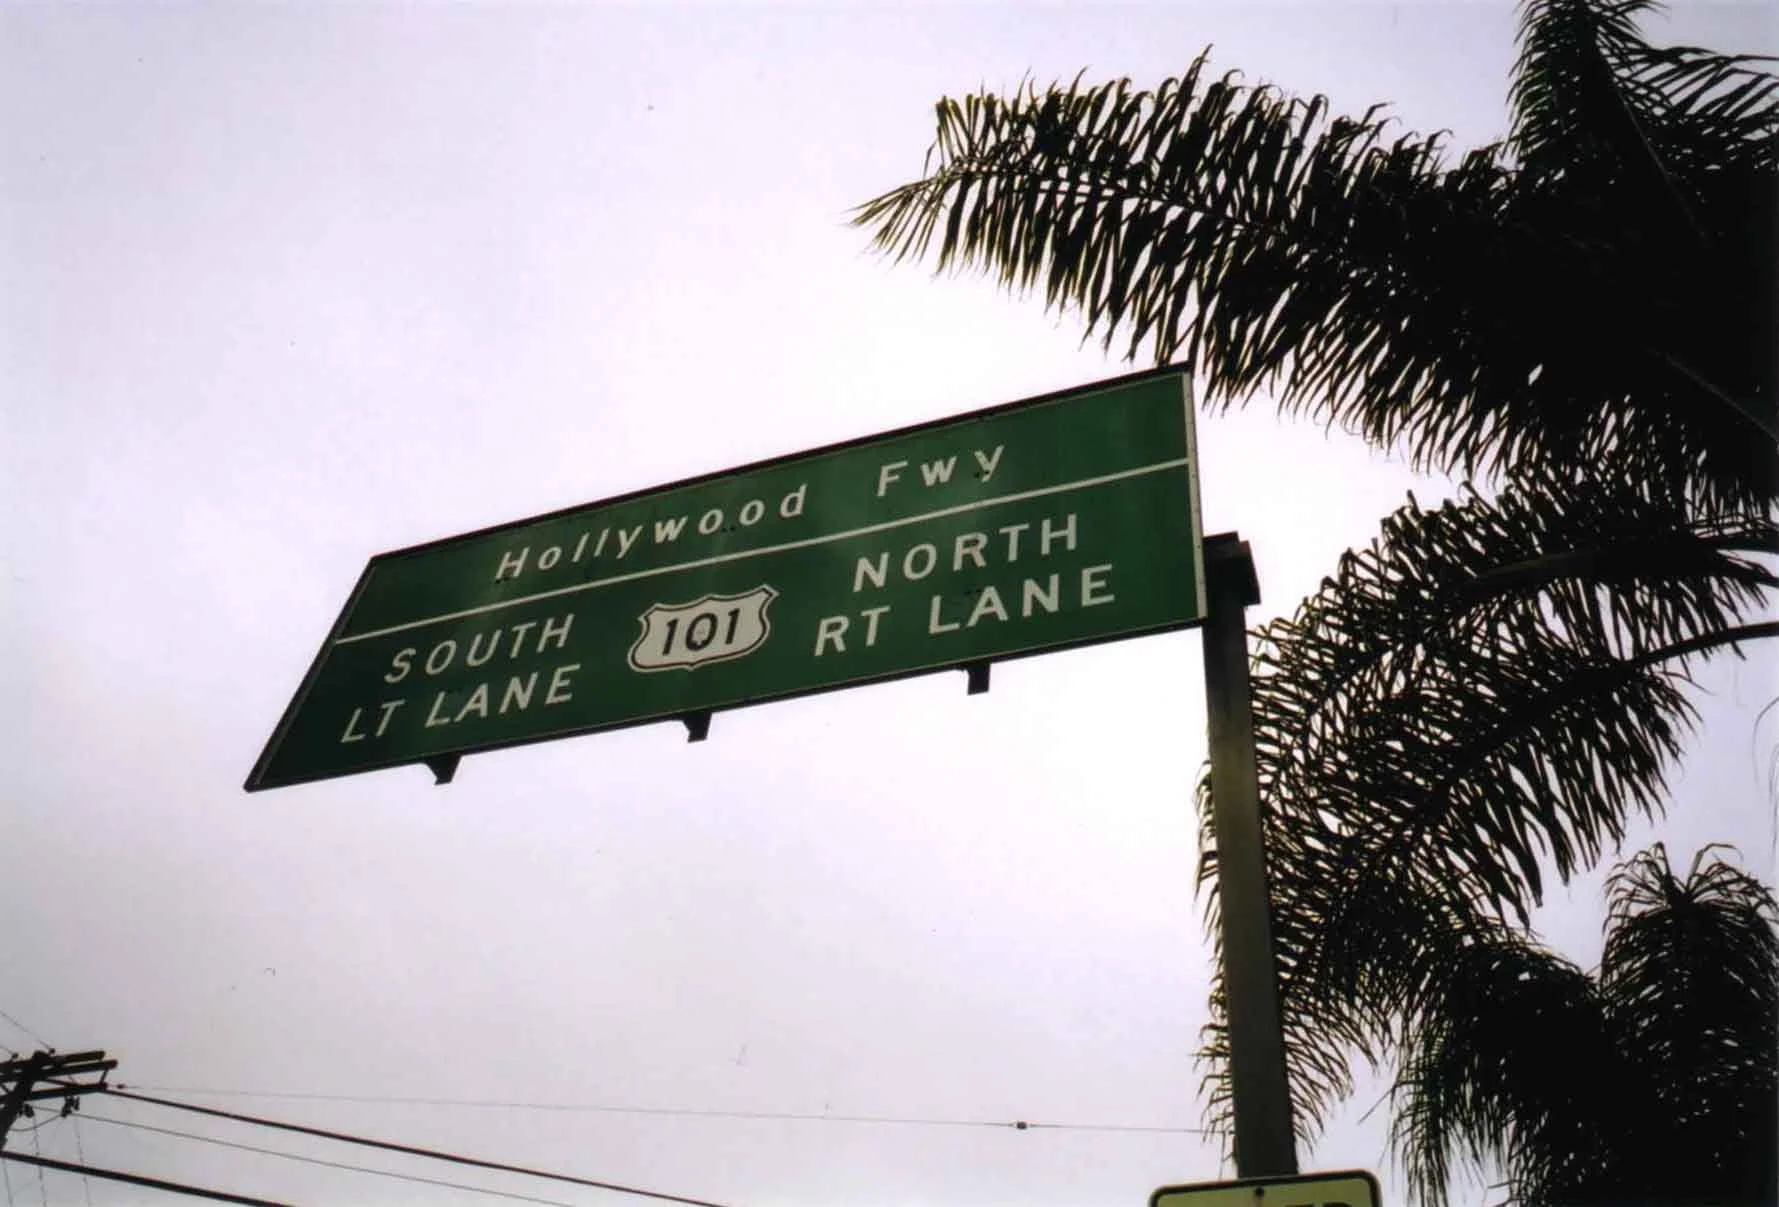 Hollywood Fwy
SOUTH 101 NORTH
LT LANE RT LANE